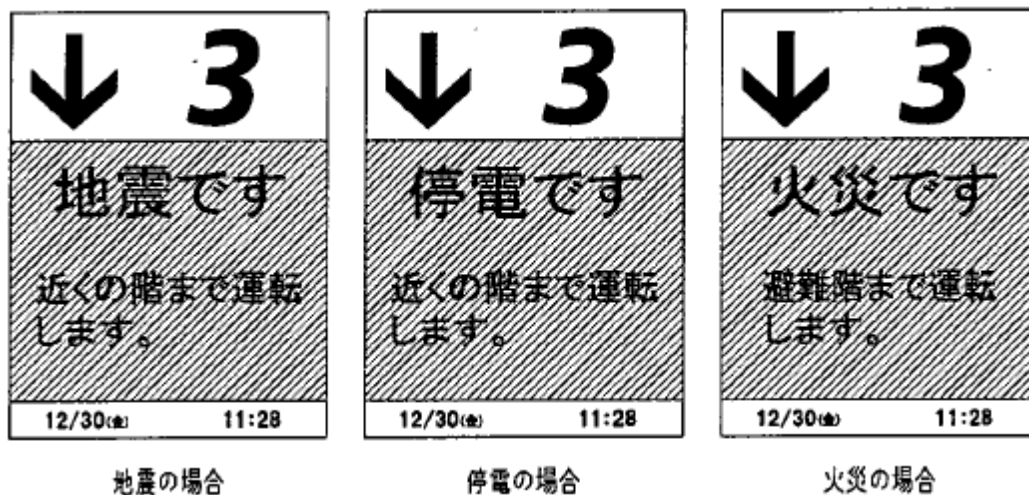 ↓ 3
地震です
近くの階まで運転
します。
12/30(金) 11:28
地震の場合
↓ 3
停電です
近くの階まで運転
します。
12/30(金) 11:28
停電の場合
↓ 3
火災です
避難階まで運転
します。
12/30(金) 11:28
火災の場合